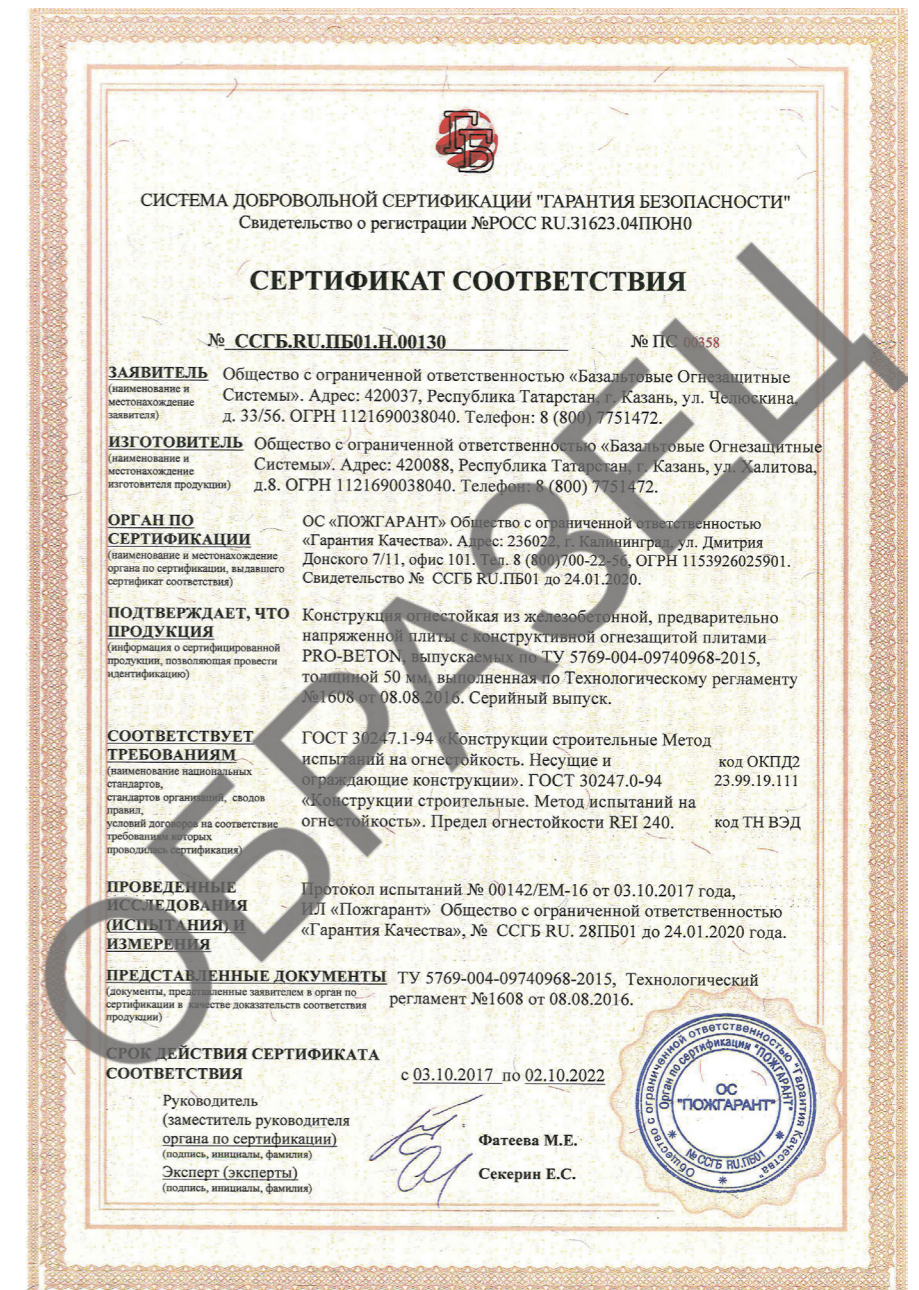 ГБ
СИСТЕМА ДОБРОВОЛЬНОЙ СЕРТИФИКАЦИИ "ГАРАНТИЯ БЕЗОПАСНОСТИ"
Свидетельство о регистрации №РОСС RU.31623.04ПЮН0
СЕРТИФИКАТ СООТВЕТСТВИЯ
№ ССГБ.RU.ПБ01.Н.00130 № ПС 00358
ЗАЯВИТЕЛЬ
(наименование и
местонахождение
заявителя)
Общество с ограниченной ответственностью «Базальтовые Огнезащитные
Системы». Адрес: 420037, Республика Татарстан, г. Казань, ул. Челюскина,
д. 33/56. ОГРН 1121690038040. Телефон: 8 (800) 7751472.
ИЗГОТОВИТЕЛЬ
(наименование и
местонахождение
изготовителя продукции)
Общество с ограниченной ответственностью «Базальтовые Огнезащитные
Системы». Адрес: 420088, Республика Татарстан, г. Казань, ул. Халитова,
д.8. ОГРН 1121690038040. Телефон: 8 (800) 7751472.
ОРГАН ПО
СЕРТИФИКАЦИИ
(наименование и местонахождение
органа по сертификации, выдавшего
сертификат соответствия)
ОС «ПОЖГАРАНТ» Общество с ограниченной ответственностью
«Гарантия Качества». Адрес: 236022, г. Калининград, ул. Дмитрия
Донского 7/11, офис 101. Тел. 8 (800)700-22-56, ОГРН 1153926025901.
Свидетельство № ССГБ RU.ПБ01 до 24.01.2020.
ПОДТВЕРЖДАЕТ, ЧТО
ПРОДУКЦИЯ
(информация о сертифицированной
продукции, позволяющая провести
идентификацию)
Конструкция огнестойкая из железобетонной, предварительно
напряженной плиты с конструктивной огнезащитой плитами
PRO-BETON, выпускаемых по ТУ 5769-004-09740968-2015,
толщиной 50 мм, выполненная по Технологическому регламенту
№1608 от 08.08.2016. Серийный выпуск.
СООТВЕТСТВУЕТ
ТРЕБОВАНИЯМ
(наименование национальных
стандартов,
стандартов организаций, сводов
правил,
условий договоров на соответствие
требованиям которых
проводилась сертификация)
ГОСТ 30247.1-94 «Конструкции строительные Метод
испытаний на огнестойкость. Несущие и
ограждающие конструкции». ГОСТ 30247.0-94
«Конструкции строительные. Метод испытаний на
огнестойкость». Предел огнестойкости REI 240.
код ОКПД2
23.99.19.111
код ТН ВЭД
ПРОВЕДЕННЫЕ
ИССЛЕДОВАНИЯ
(ИСПЫТАНИЯ) И
ИЗМЕРЕНИЯ
Протокол испытаний № 00142/ЕМ-16 от 03.10.2017 года,
ИЛ «Пожгарант» Общество с ограниченной ответственностью
«Гарантия Качества», № ССГБ RU. 28ПБ01 до 24.01.2020 года.
ПРЕДСТАВЛЕННЫЕ ДОКУМЕНТЫ
(документы, представленные заявителем в орган по
сертификации в качестве доказательств соответствия
продукции)
ТУ 5769-004-09740968-2015, Технологический
регламент №1608 от 08.08.2016.
СРОК ДЕЙСТВИЯ СЕРТИФИКАТА
СООТВЕТСТВИЯ
с 03.10.2017 по 02.10.2022
Руководитель
(заместитель руководителя
органа по сертификации)
(подпись, инициалы, фамилия)
Фатеева М.Е.
Эксперт (эксперты)
(подпись, инициалы, фамилия)
Секерин Е.С.
Общество с ограниченной ответственностью "Гарантия Качества"
Орган по сертификации "ПОЖГАРАНТ"
ОС
"ПОЖГАРАНТ"
№ ССГБ RU.ПБ01
ОБРАЗЕЦ